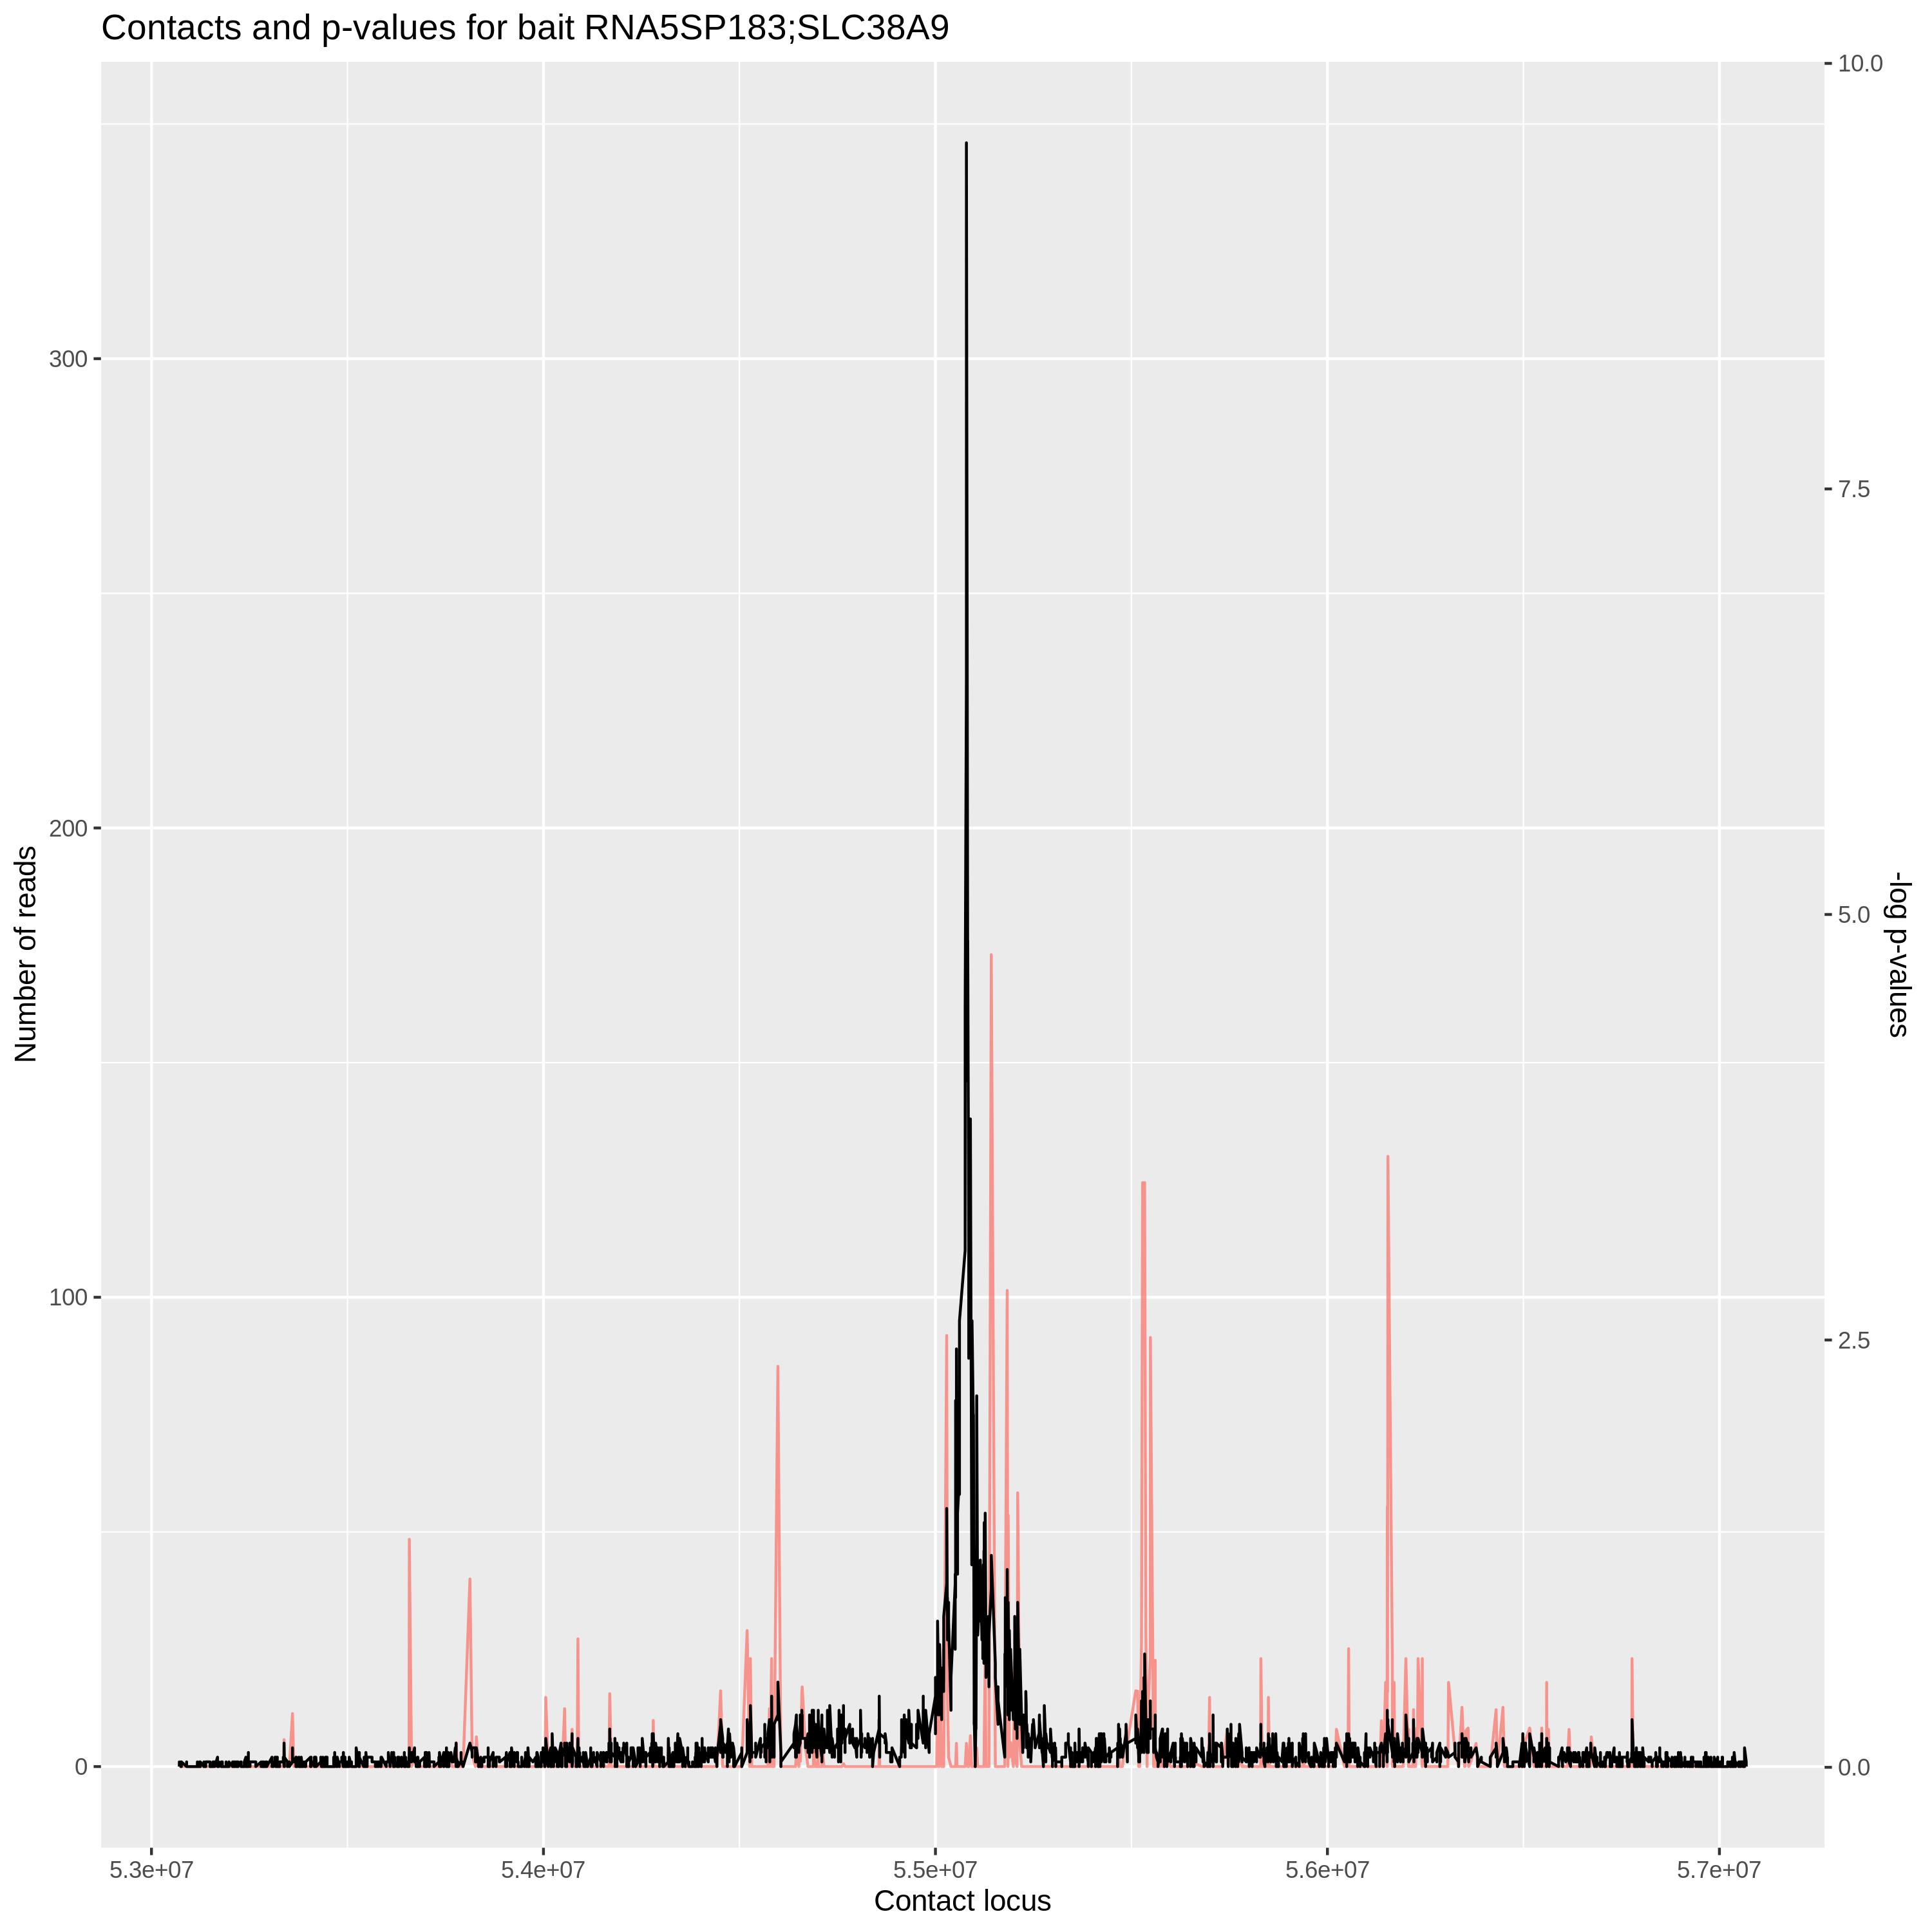 Contacts and p-values for bait RNA5SP183;SLC38A9
10.0
300
7.5
200
5.0
Number of reads
-log p-values
100
2.5
0
0.0
5.3e+07
5.4e+07
5.5e+07
5.6e+07
5.7e+07
Contact locus